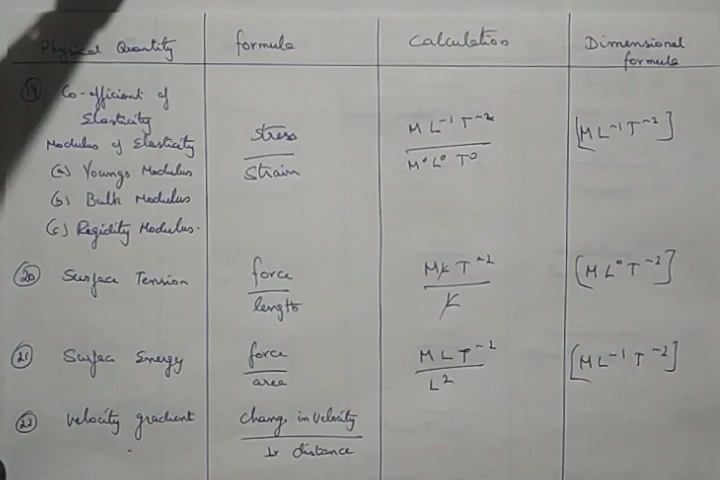 Physical Quantity formula Calculation Dimensional formula
(19) Co-efficient of
Elasticity
Modulus of Elasticity
(a) Youngs Modulus
(b) Bulk Modulus
(c) Regidity Modulus.
stress
strain
M L⁻¹ T⁻²
M⁰ L⁰ T⁰
[M L⁻¹ T⁻²]
(20) Surface Tension
force
length
M L T⁻²
L
[M L⁰ T⁻²]
(21) Surfac Energy
force
area
M L T⁻²
L²
[M L⁻¹ T⁻²]
(22) Velocity gradient
change in velocity
⊥r distance